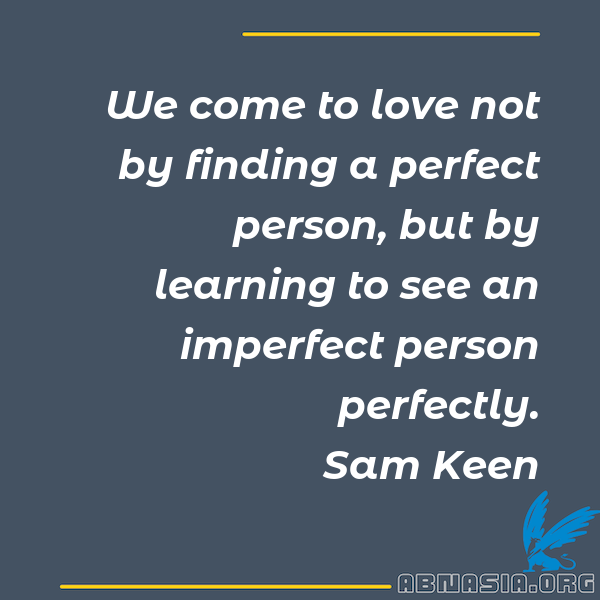 We come to love not
by finding a perfect
person, but by
learning to see an
imperfect person
perfectly.
Sam Keen
ABNASIA.ORG